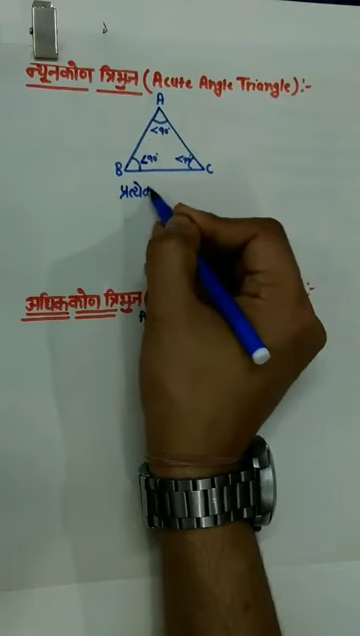 न्यूनकोण त्रिभुज (Acute Angle Triangle):-
A
<90°
B <90° <90° C
प्रत्ये
अधिककोण त्रिभुज (